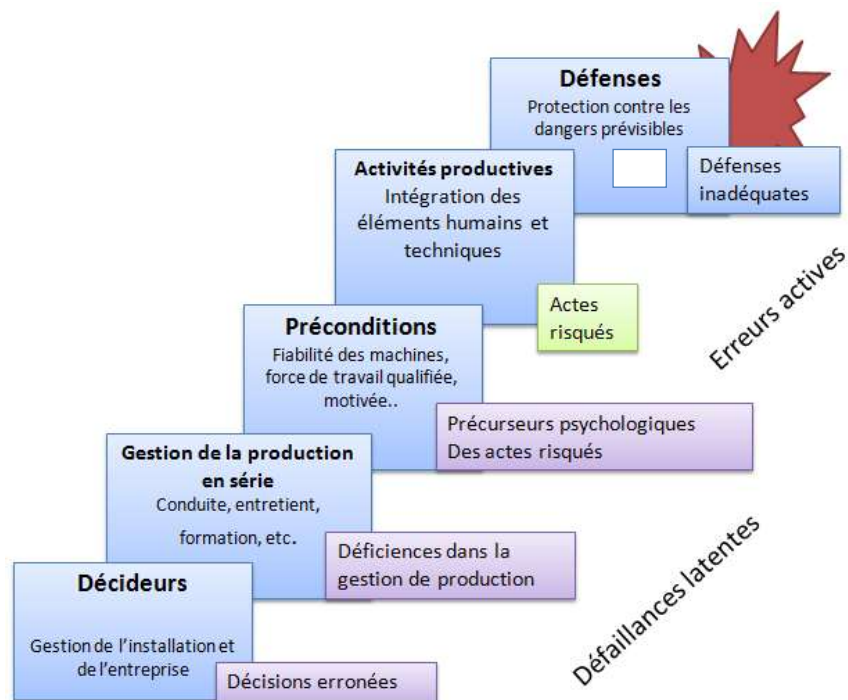 Défenses
Protection contre les
dangers prévisibles
Défenses
inadéquates
Activités productives
Intégration des
éléments humains et
techniques
Actes
risqués
Erreurs actives
Préconditions
Fiabilité des machines,
force de travail qualifiée,
motivée..
Précurseurs psychologiques
Des actes risqués
Gestion de la production
en série
Conduite, entretient,
formation, etc.
Déficiences dans la
gestion de production
Défaillances latentes
Décideurs
Gestion de l'installation et
de l'entreprise
Décisions erronées